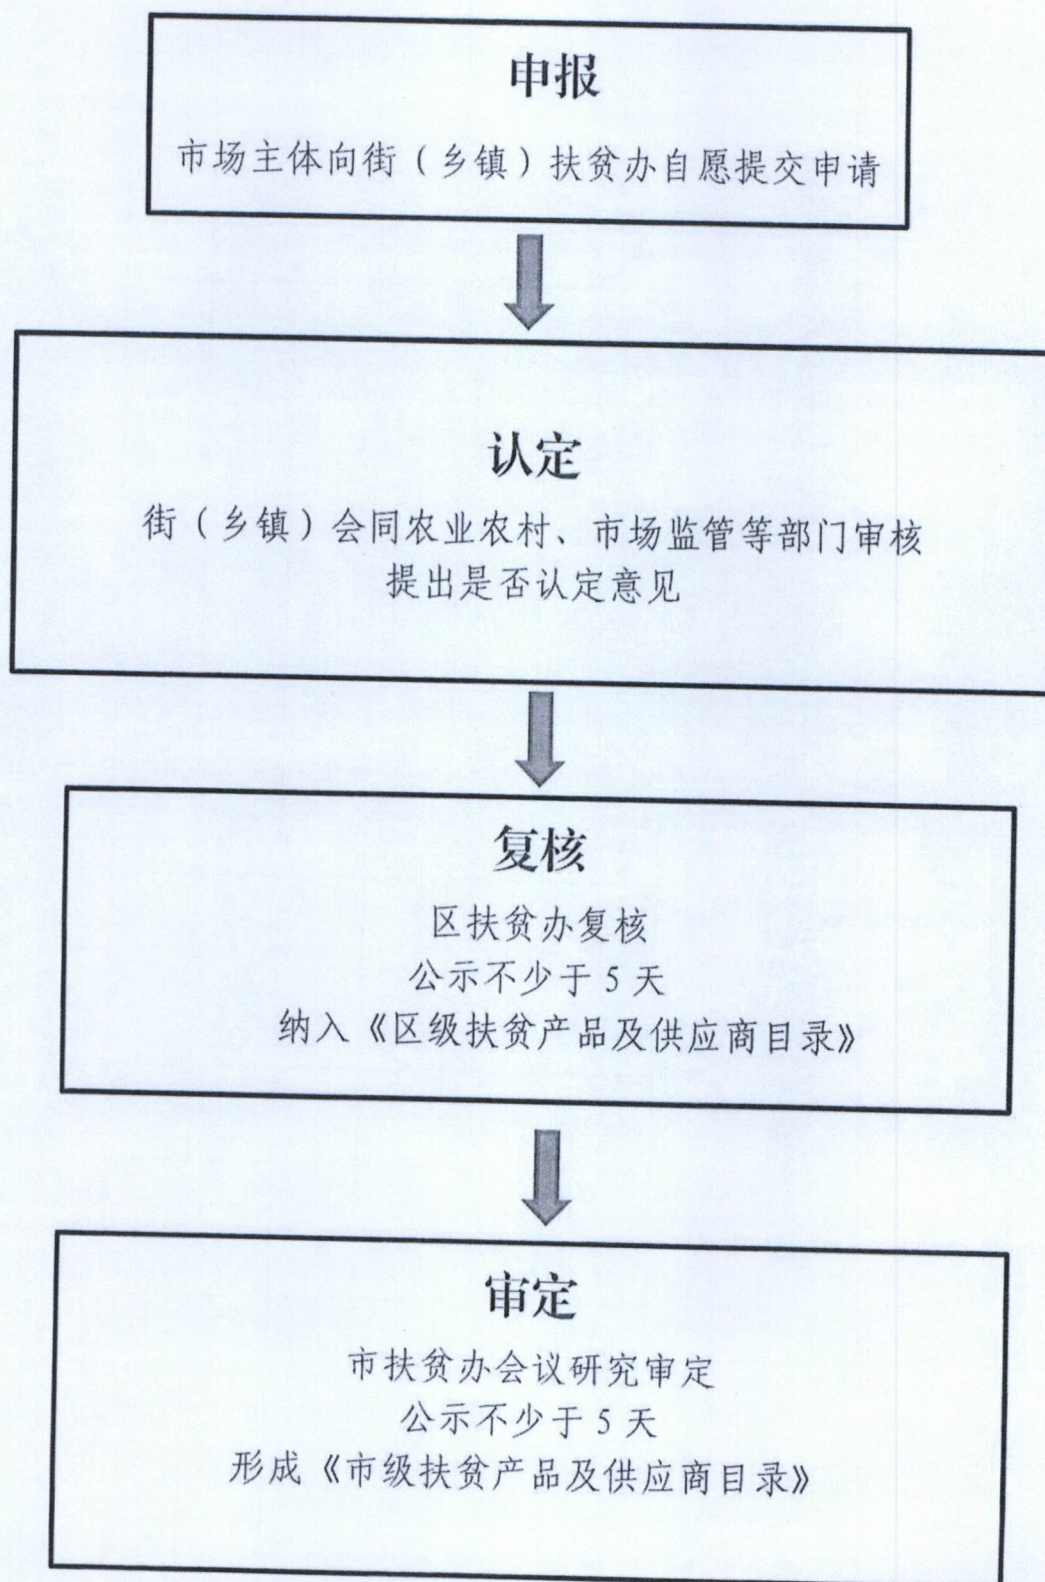 申报
市场主体向街（乡镇）扶贫办自愿提交申请
认定
街（乡镇）会同农业农村、市场监管等部门审核
提出是否认定意见
复核
区扶贫办复核
公示不少于 5 天
纳入《区级扶贫产品及供应商目录》
审定
市扶贫办会议研究审定
公示不少于 5 天
形成《市级扶贫产品及供应商目录》